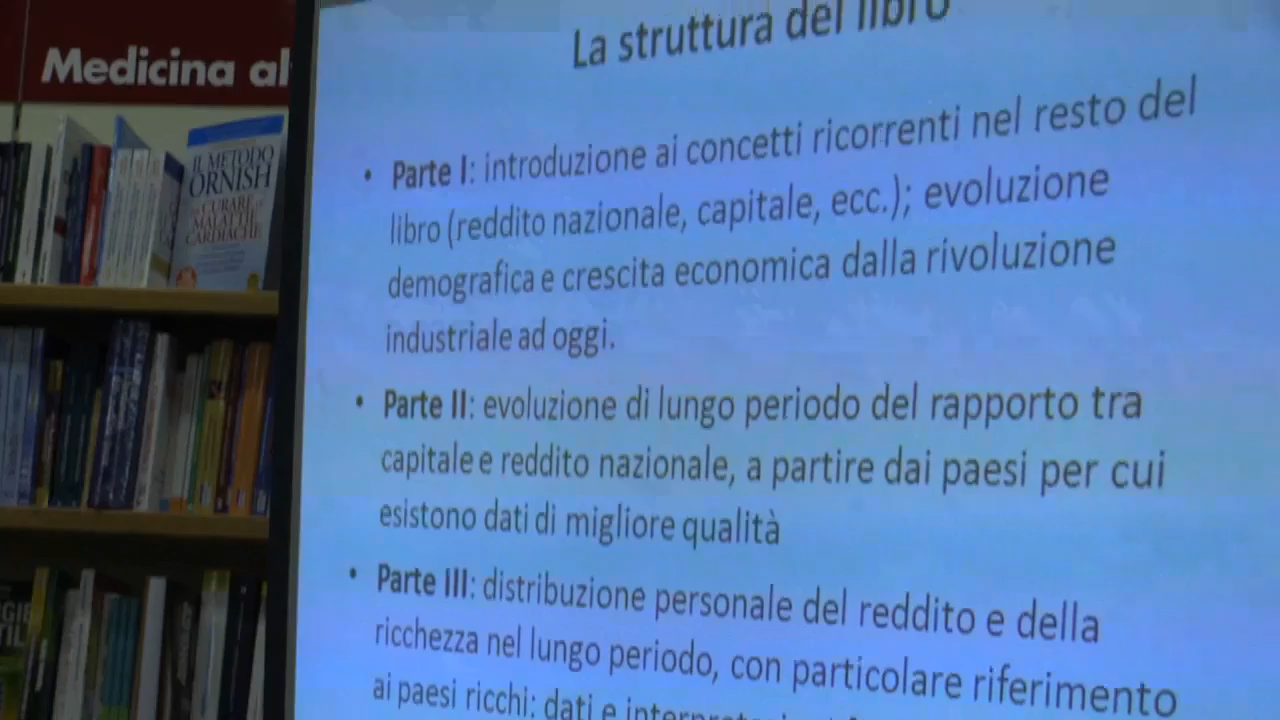 La struttura del libro
• Parte I: introduzione ai concetti ricorrenti nel resto del
libro (reddito nazionale, capitale, ecc.); evoluzione
demografica e crescita economica dalla rivoluzione
industriale ad oggi.
• Parte II: evoluzione di lungo periodo del rapporto tra
capitale e reddito nazionale, a partire dai paesi per cui
esistono dati di migliore qualità
• Parte III: distribuzione personale del reddito e della
ricchezza nel lungo periodo, con particolare riferimento
ai paesi ricchi: dati e
Medicina al
IL METODO
ORNISH
CURARE
MALATTIE
CARDIACHE